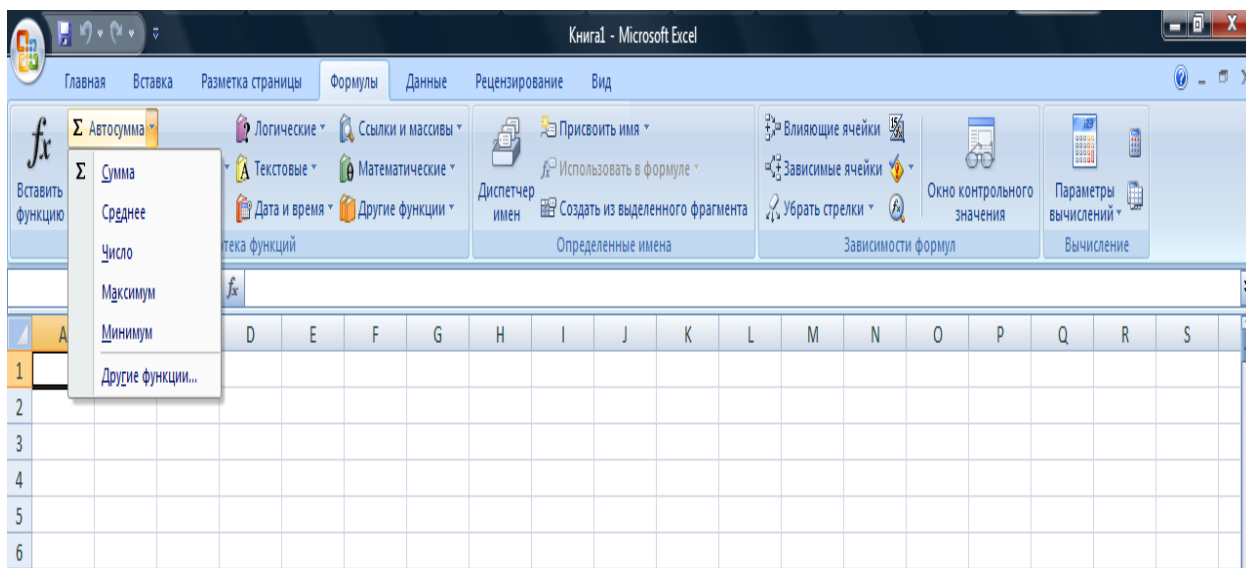 Книга1 - Microsoft Excel
Главная Вставка Разметка страницы Формулы Данные Рецензирование Вид
fx Вставить функцию
Σ Автосумма
Логические
Текстовые
Дата и время
Ссылки и массивы
Математические
Другие функции
тека функций
Диспетчер имен
Присвоить имя
Использовать в формуле
Создать из выделенного фрагмента
Определенные имена
Влияющие ячейки
Зависимые ячейки
Убрать стрелки
Окно контрольного значения
Зависимости формул
Параметры вычислений
Вычисление
Σ Сумма
Среднее
Число
Максимум
Минимум
Другие функции...
fx
A D E F G H I J K L M N O P Q R S
1
2
3
4
5
6